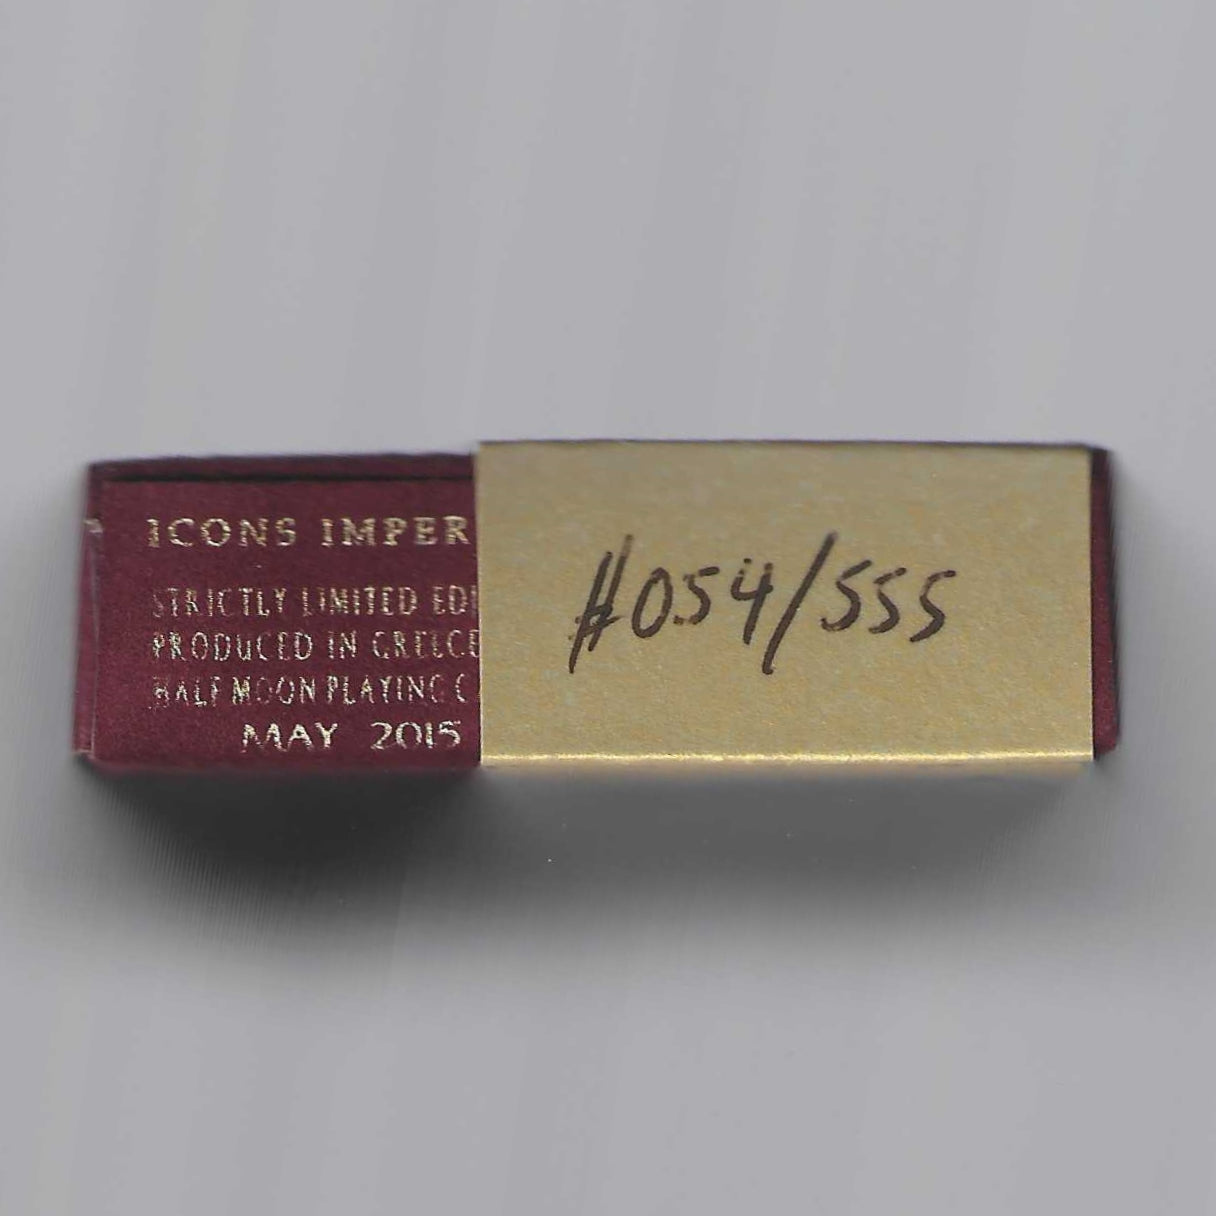 ICONS IMPER
STRICTLY LIMITED EDI
PRODUCED IN GREECE
HALF MOON PLAYING C
MAY 2015
#054/555